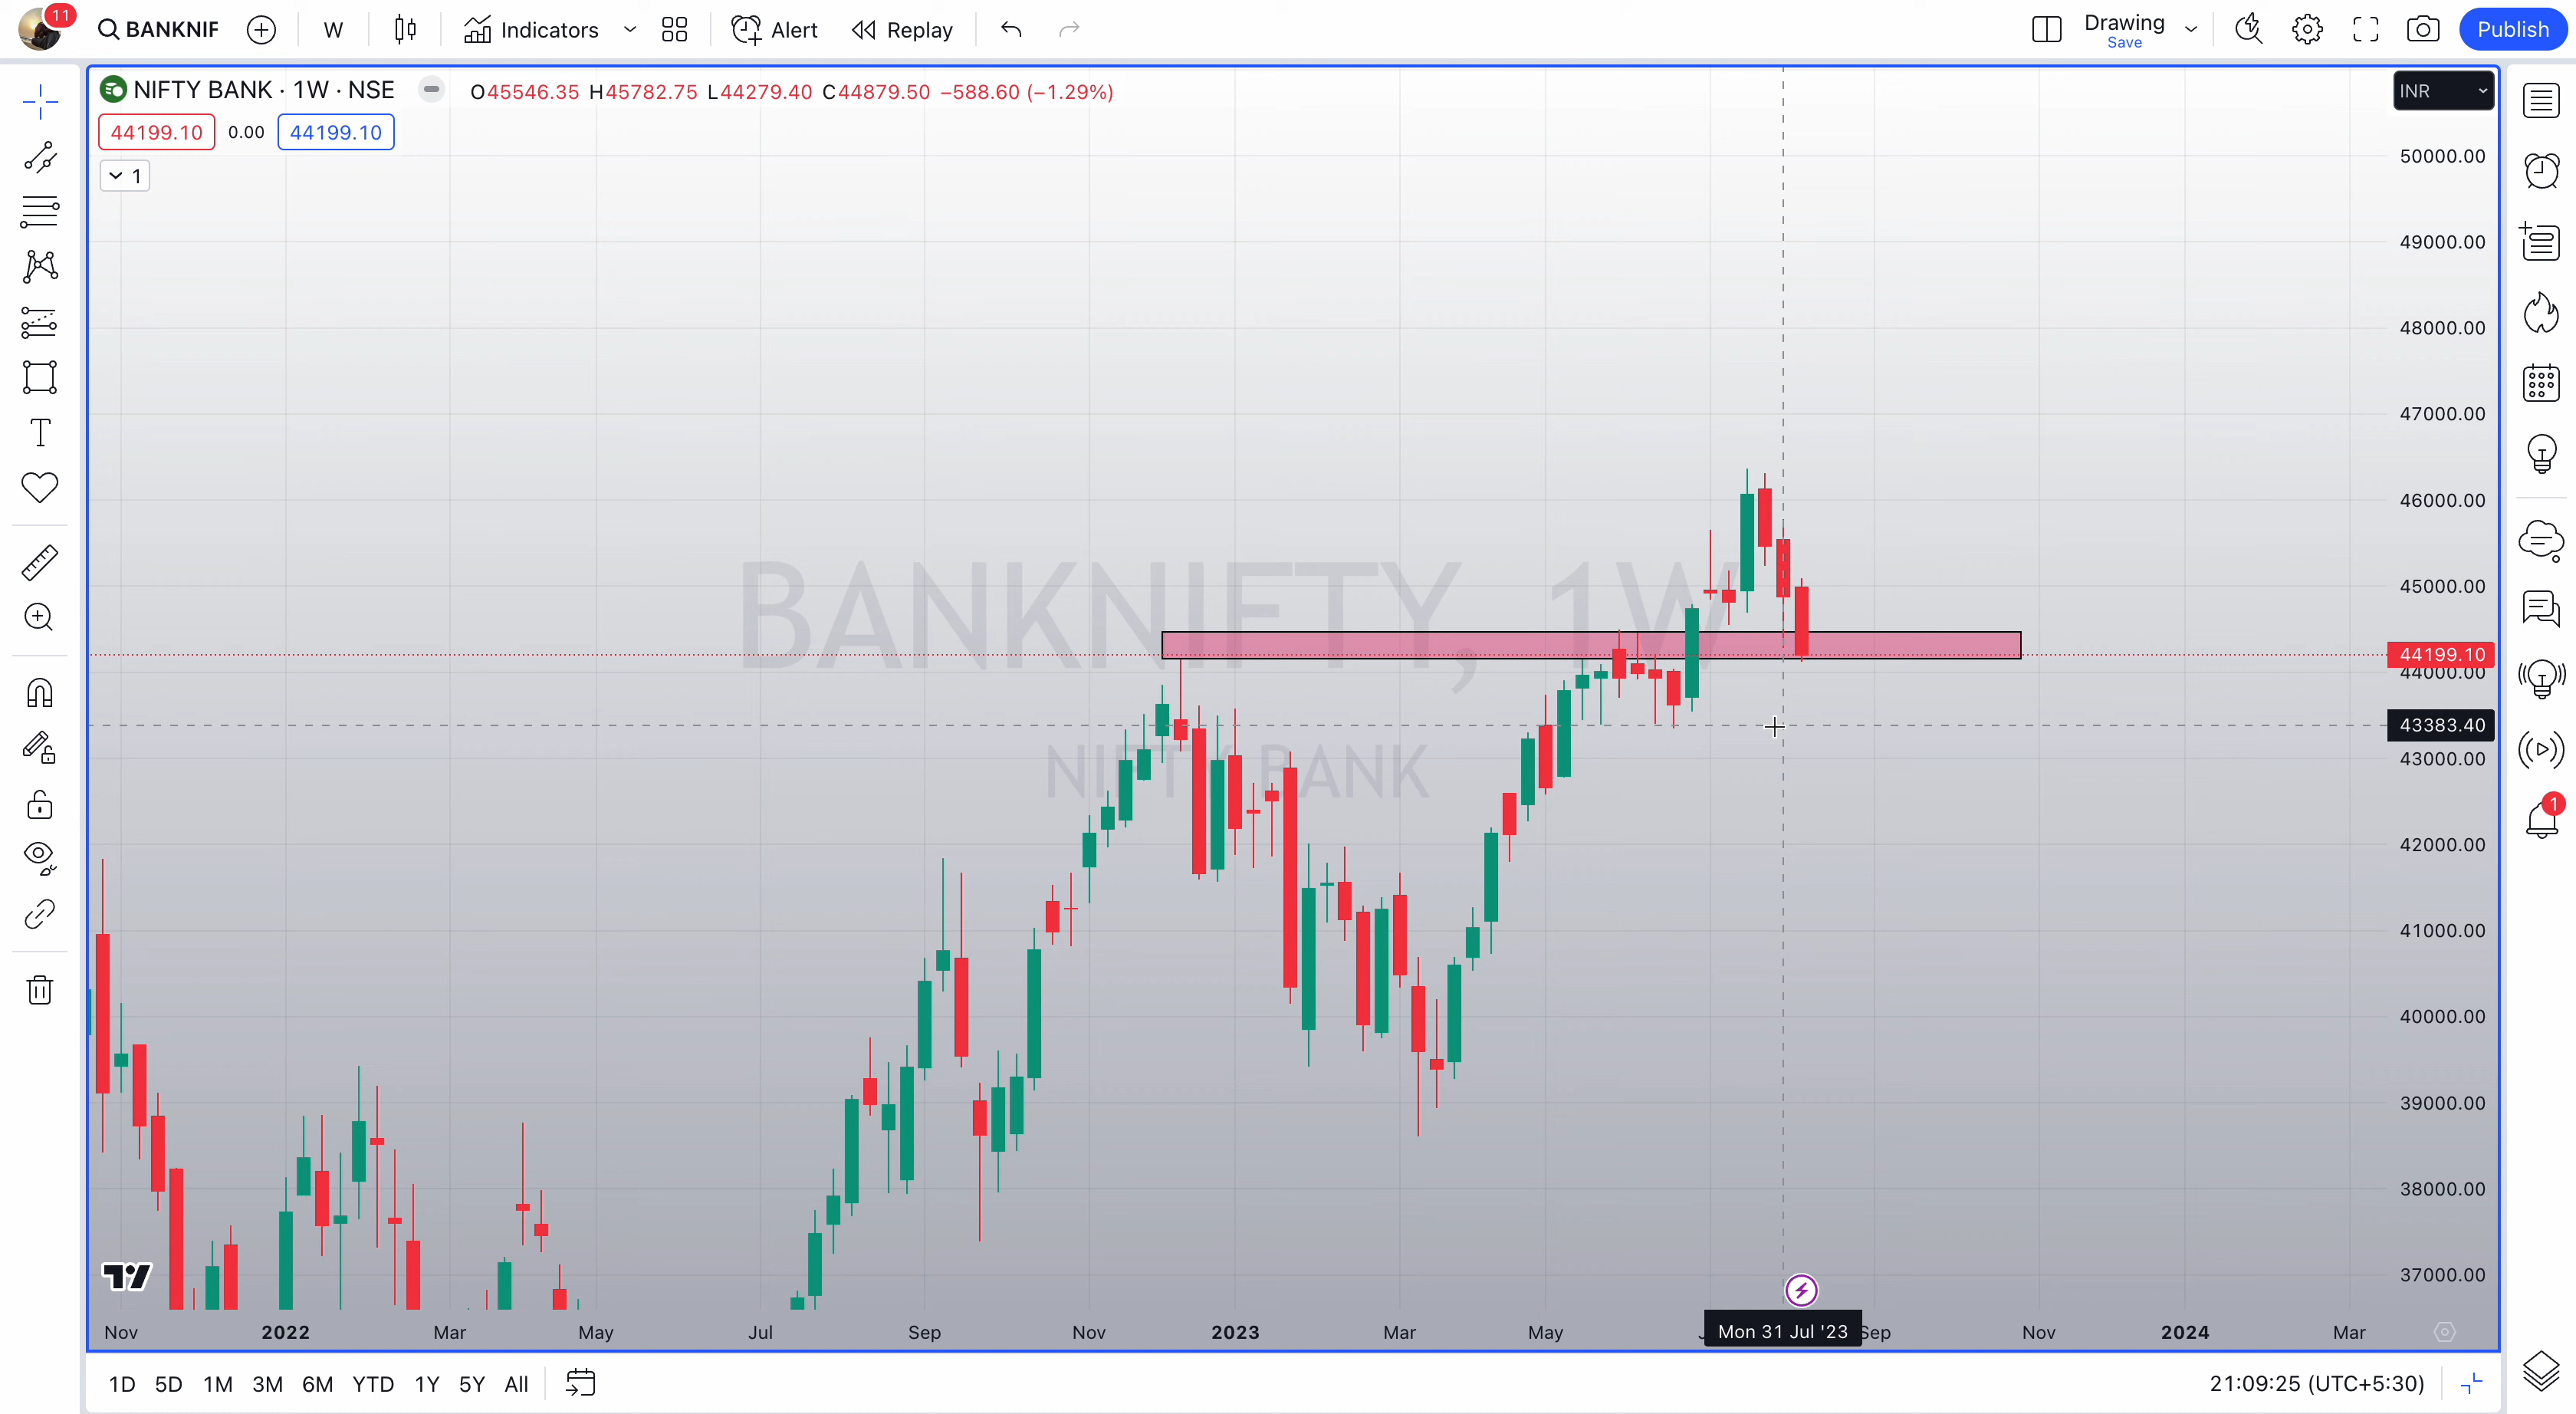 11
BANKNIF W Indicators Alert Replay Drawing Publish
Save
NIFTY BANK · 1W · NSE O45546.35 H45782.75 L44279.40 C44879.50 −588.60 (−1.29%) INR
44199.10 0.00 44199.10
50000.00
1
49000.00
48000.00
47000.00
46000.00
BANKNIFTY, 1W
45000.00
44199.10
44000.00
43383.40
NIFTY BANK
43000.00
1
42000.00
41000.00
40000.00
39000.00
38000.00
37000.00
Nov 2022 Mar May Jul Sep Nov 2023 Mar May Mon 31 Jul '23 Sep Nov 2024 Mar
1D 5D 1M 3M 6M YTD 1Y 5Y All 21:09:25 (UTC+5:30)